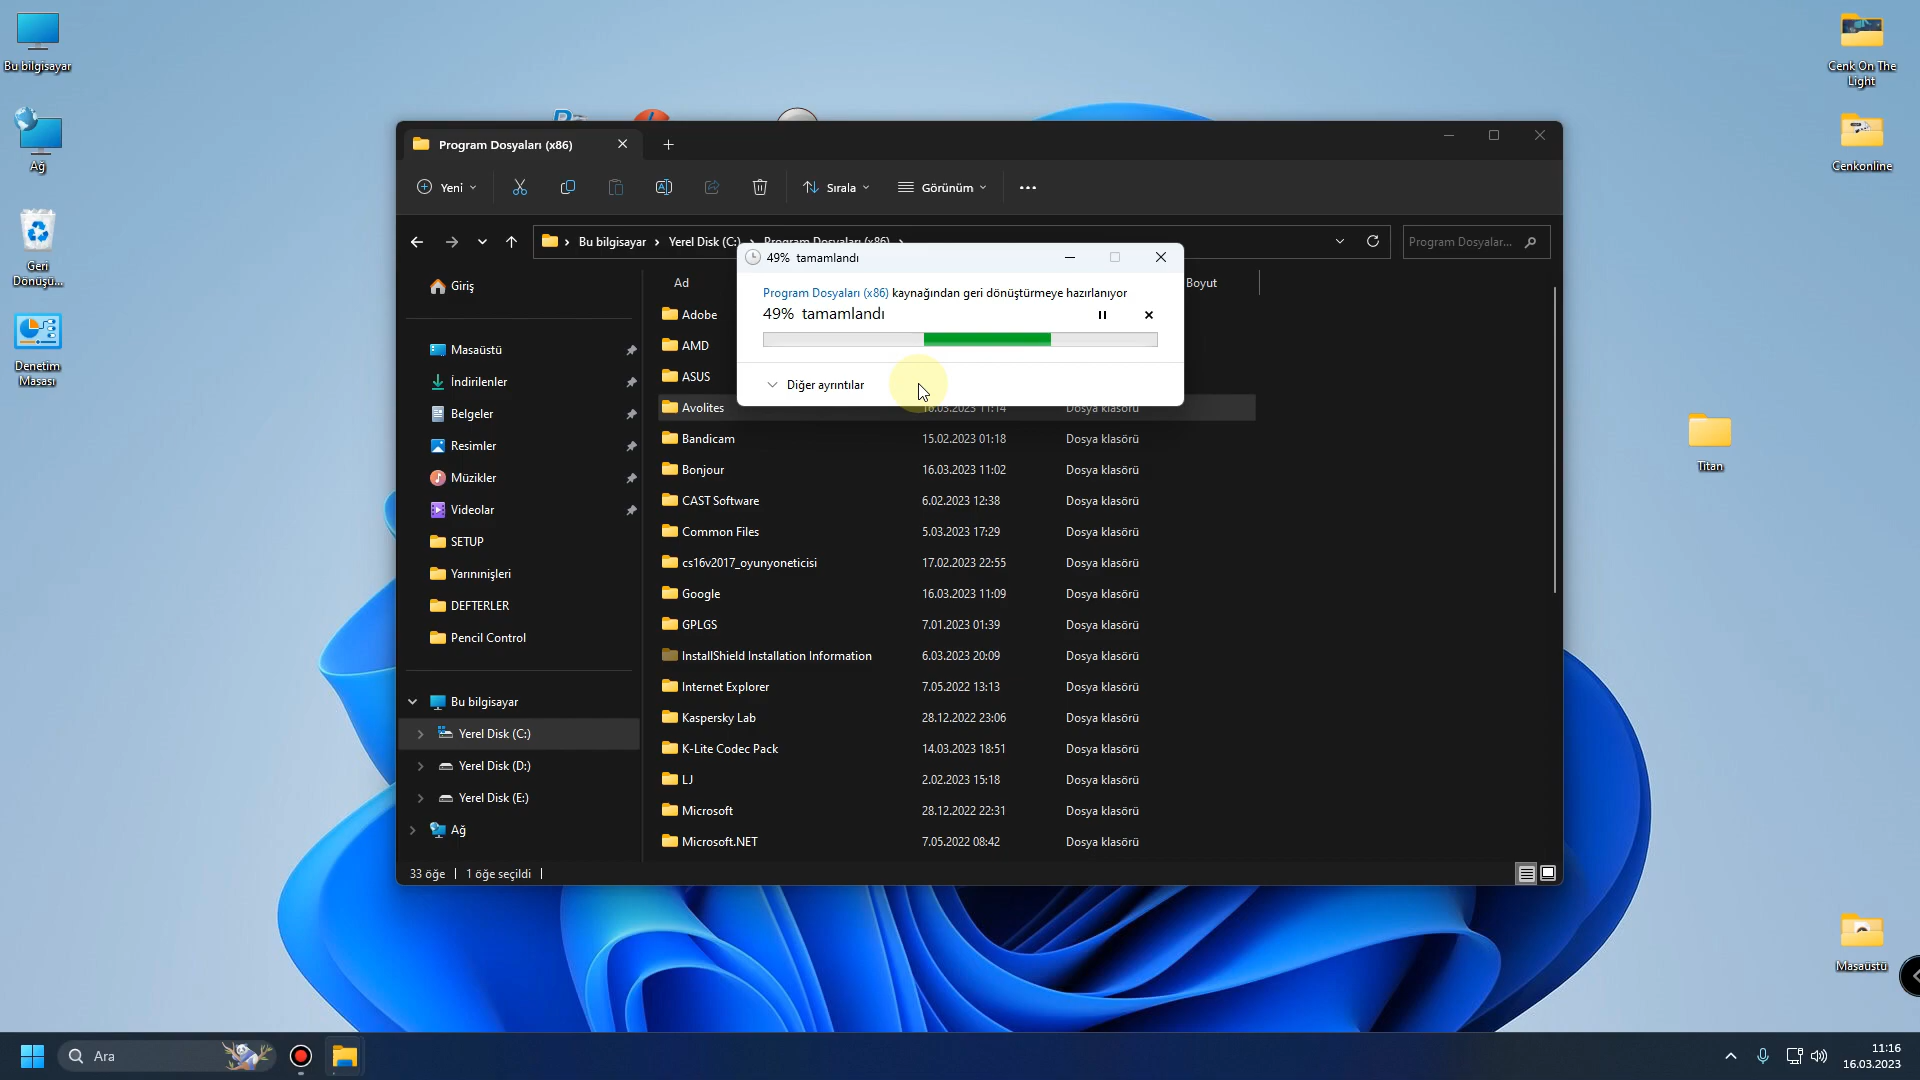 Bu bilgisayar
Ağ
Geri
Dönüşü...
Denetim
Masası
Cenk On The
Light
Cenkonline
Titan
Masaüstü
Program Dosyaları (x86)
Yeni
Sırala
Görünüm
Bu bilgisayar
Yerel Disk (C:)
Program Dosyaları (x86)
Program Dosyalar...
Giriş
Masaüstü
İndirilenler
Belgeler
Resimler
Müzikler
Videolar
SETUP
Yarınınişleri
DEFTERLER
Pencil Control
Bu bilgisayar
Yerel Disk (C:)
Yerel Disk (D:)
Yerel Disk (E:)
Ağ
Ad
Boyut
Adobe
AMD
ASUS
Avolites 16.03.2023 11:14 Dosya klasörü
Bandicam 15.02.2023 01:18 Dosya klasörü
Bonjour 16.03.2023 11:02 Dosya klasörü
CAST Software 6.02.2023 12:38 Dosya klasörü
Common Files 5.03.2023 17:29 Dosya klasörü
cs16v2017_oyunyoneticisi 17.02.2023 22:55 Dosya klasörü
Google 16.03.2023 11:09 Dosya klasörü
GPLGS 7.01.2023 01:39 Dosya klasörü
InstallShield Installation Information 6.03.2023 20:09 Dosya klasörü
Internet Explorer 7.05.2022 13:13 Dosya klasörü
Kaspersky Lab 28.12.2022 23:06 Dosya klasörü
K-Lite Codec Pack 14.03.2023 18:51 Dosya klasörü
LJ 2.02.2023 15:18 Dosya klasörü
Microsoft 28.12.2022 22:31 Dosya klasörü
Microsoft.NET 7.05.2022 08:42 Dosya klasörü
49% tamamlandı
Program Dosyaları (x86) kaynağından geri dönüştürmeye hazırlanıyor
49% tamamlandı
Diğer ayrıntılar
33 öğe
1 öğe seçildi
Ara
11:16
16.03.2023